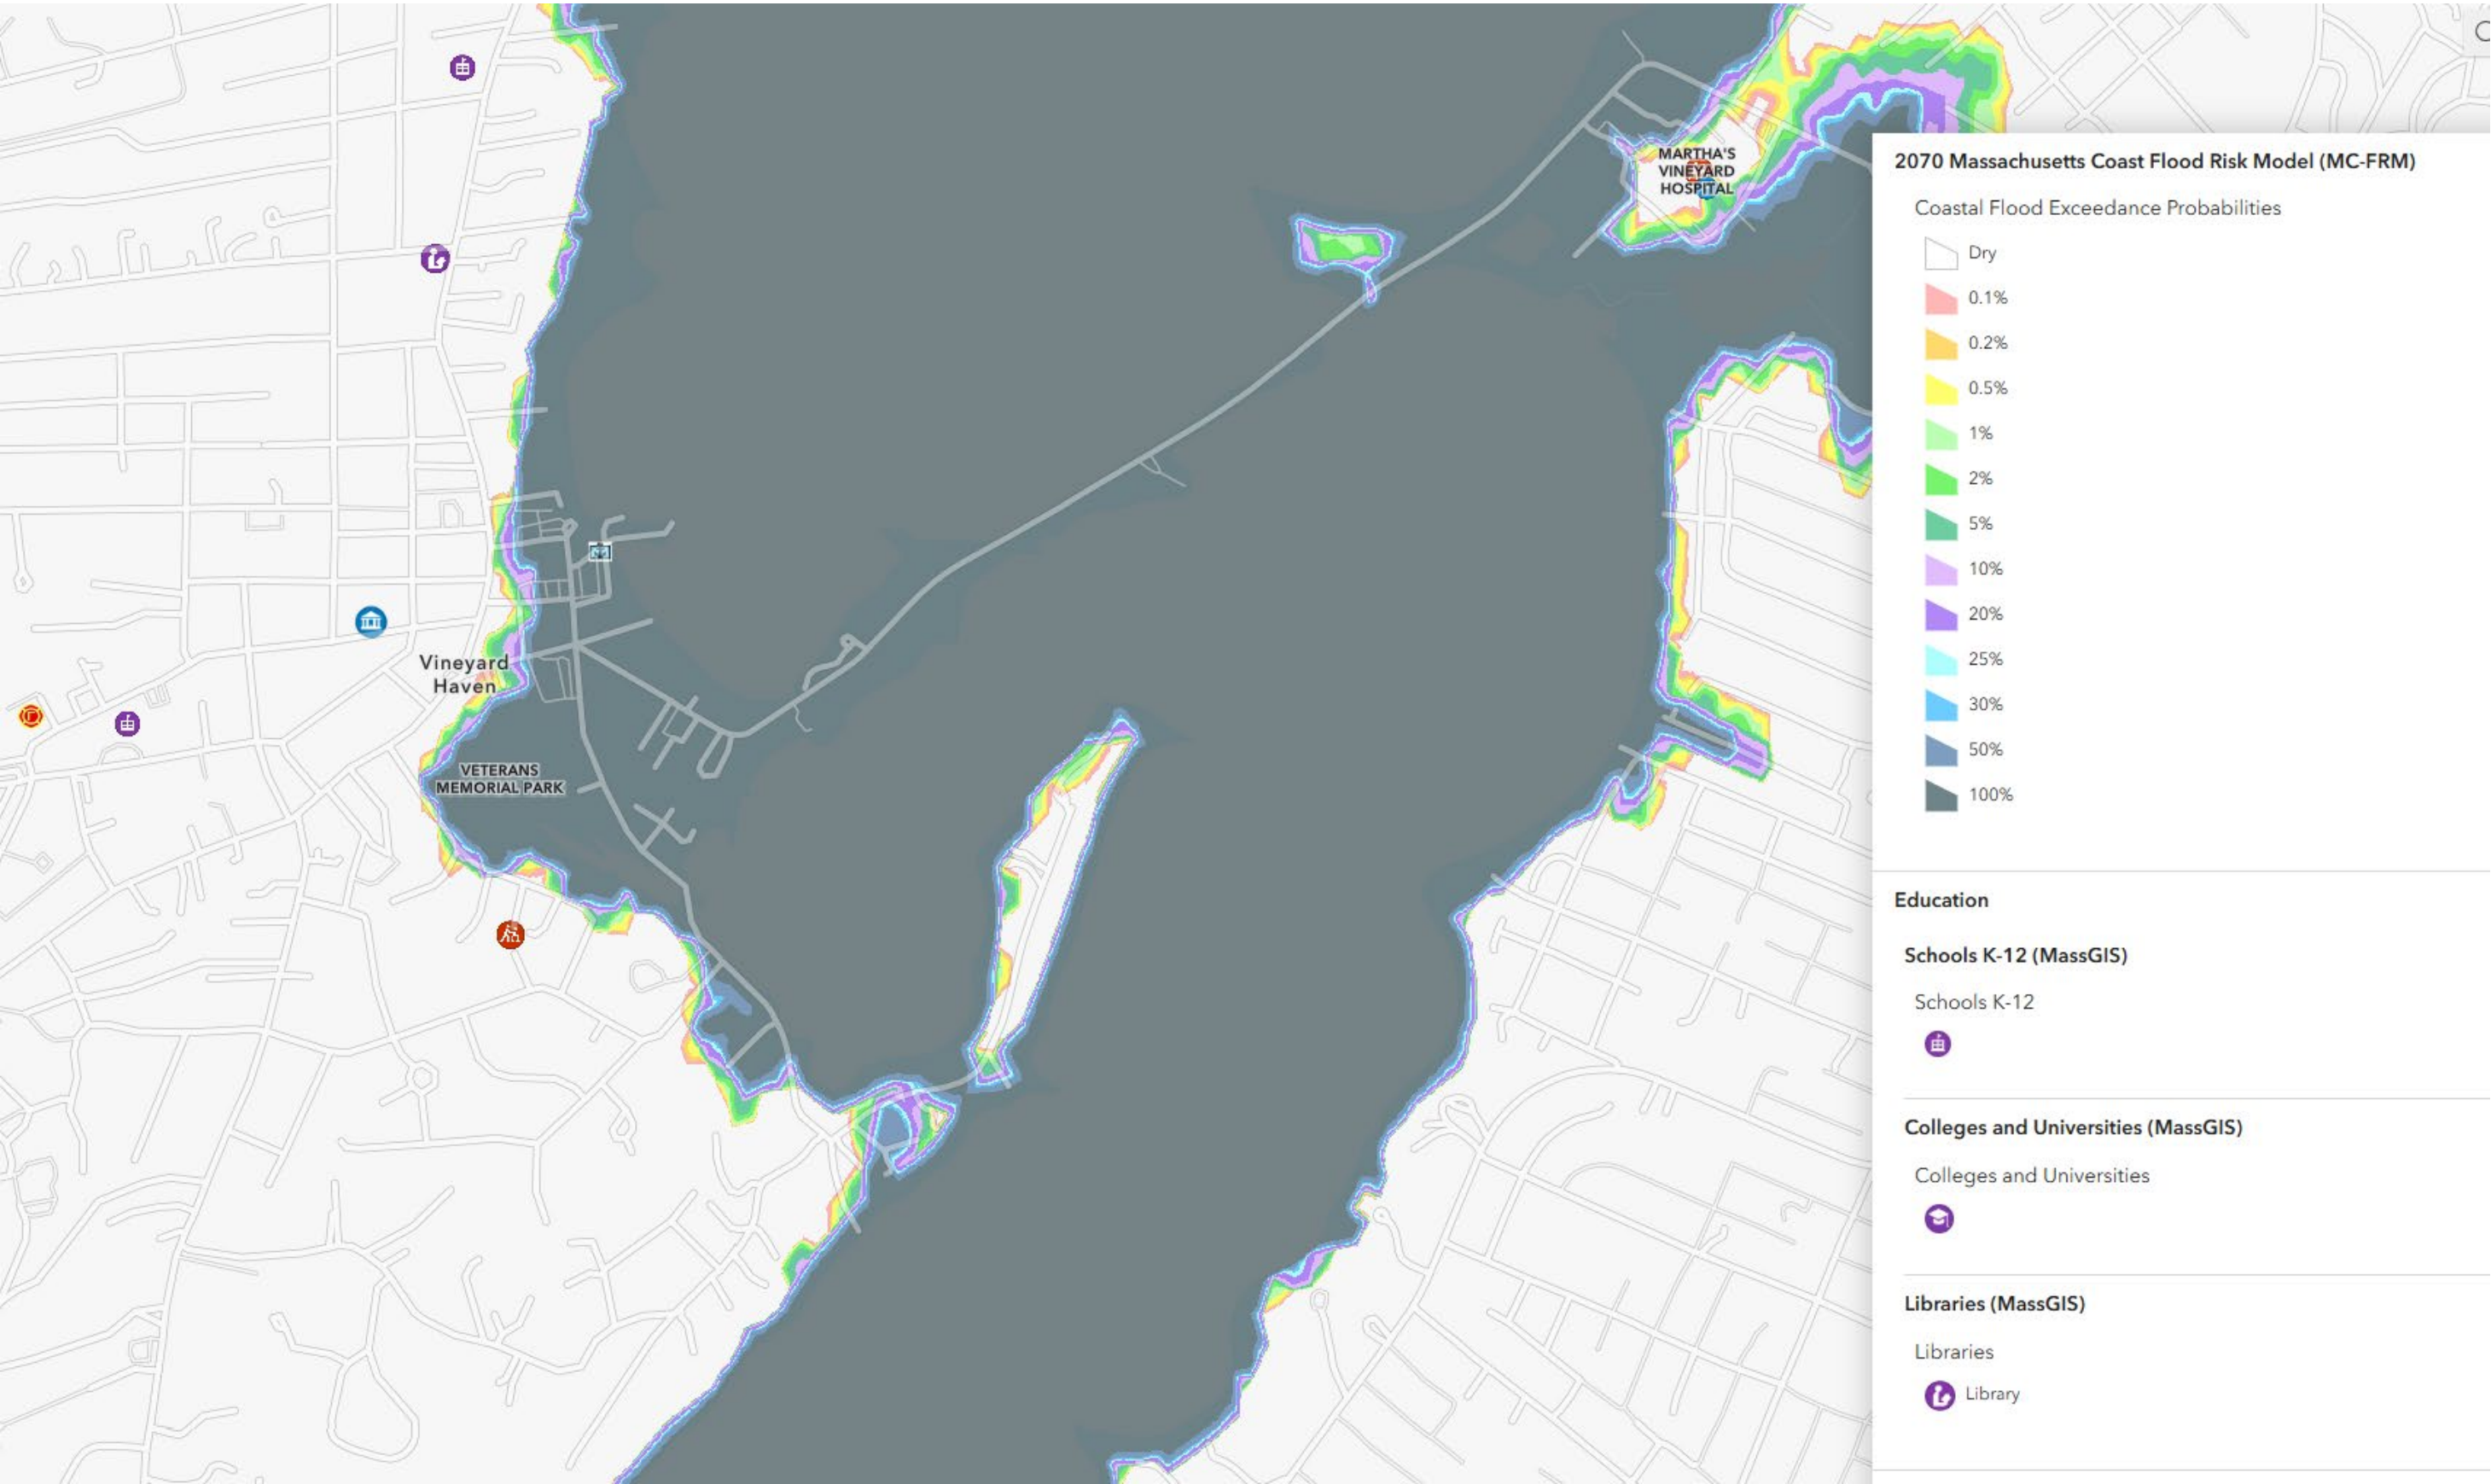 MARTHA'S
VINEYARD
HOSPITAL
Vineyard
Haven
VETERANS
MEMORIAL PARK
2070 Massachusetts Coast Flood Risk Model (MC-FRM)
Coastal Flood Exceedance Probabilities
Dry
0.1%
0.2%
0.5%
1%
2%
5%
10%
20%
25%
30%
50%
100%
Education
Schools K-12 (MassGIS)
Schools K-12
Colleges and Universities (MassGIS)
Colleges and Universities
Libraries (MassGIS)
Libraries
Library